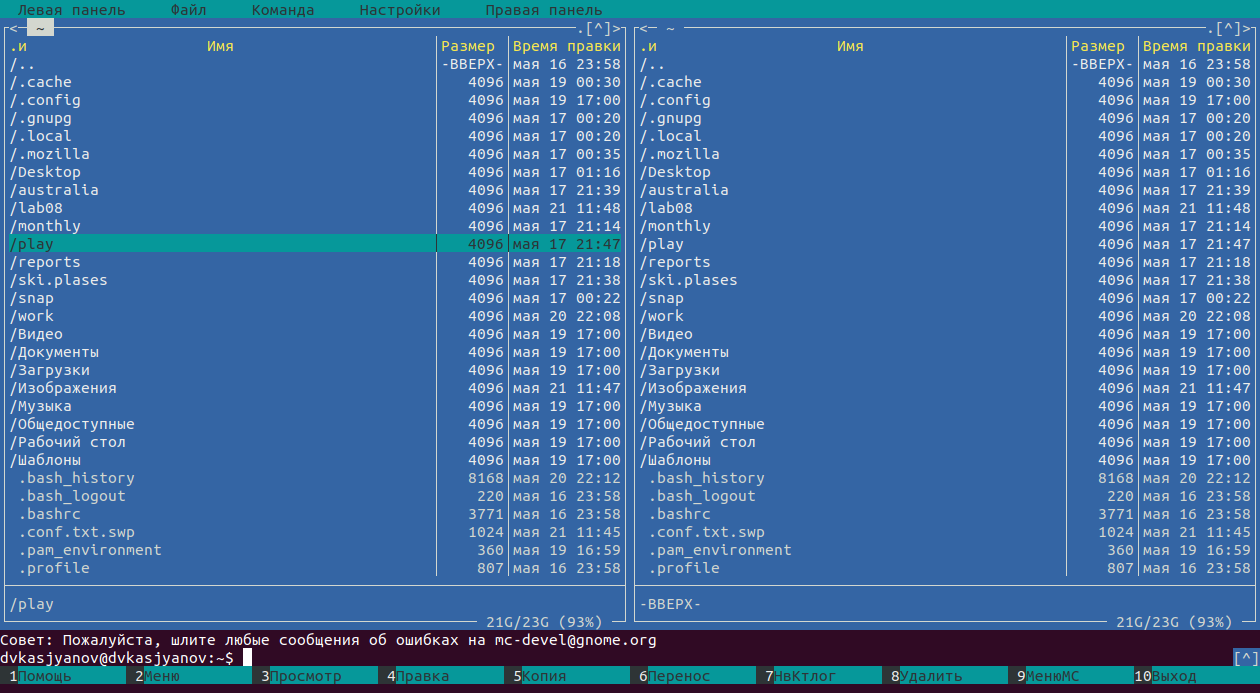 Левая панель Файл Команда Настройки Правая панель
<- ~ .[^]> <- ~ .[^]>
.и Имя Размер Время правки .и Имя Размер Время правки
/.. -ВВЕРХ- мая 16 23:58 /.. -ВВЕРХ- мая 16 23:58
/.cache 4096 мая 19 00:30 /.cache 4096 мая 19 00:30
/.config 4096 мая 19 17:00 /.config 4096 мая 19 17:00
/.gnupg 4096 мая 17 00:20 /.gnupg 4096 мая 17 00:20
/.local 4096 мая 17 00:20 /.local 4096 мая 17 00:20
/.mozilla 4096 мая 17 00:35 /.mozilla 4096 мая 17 00:35
/Desktop 4096 мая 17 01:16 /Desktop 4096 мая 17 01:16
/australia 4096 мая 17 21:39 /australia 4096 мая 17 21:39
/lab08 4096 мая 21 11:48 /lab08 4096 мая 21 11:48
/monthly 4096 мая 17 21:14 /monthly 4096 мая 17 21:14
/play 4096 мая 17 21:47 /play 4096 мая 17 21:47
/reports 4096 мая 17 21:18 /reports 4096 мая 17 21:18
/ski.plases 4096 мая 17 21:38 /ski.plases 4096 мая 17 21:38
/snap 4096 мая 17 00:22 /snap 4096 мая 17 00:22
/work 4096 мая 20 22:08 /work 4096 мая 20 22:08
/Видео 4096 мая 19 17:00 /Видео 4096 мая 19 17:00
/Документы 4096 мая 19 17:00 /Документы 4096 мая 19 17:00
/Загрузки 4096 мая 19 17:00 /Загрузки 4096 мая 19 17:00
/Изображения 4096 мая 21 11:47 /Изображения 4096 мая 21 11:47
/Музыка 4096 мая 19 17:00 /Музыка 4096 мая 19 17:00
/Общедоступные 4096 мая 19 17:00 /Общедоступные 4096 мая 19 17:00
/Рабочий стол 4096 мая 19 17:00 /Рабочий стол 4096 мая 19 17:00
/Шаблоны 4096 мая 19 17:00 /Шаблоны 4096 мая 19 17:00
.bash_history 8168 мая 20 22:12 .bash_history 8168 мая 20 22:12
.bash_logout 220 мая 16 23:58 .bash_logout 220 мая 16 23:58
.bashrc 3771 мая 16 23:58 .bashrc 3771 мая 16 23:58
.conf.txt.swp 1024 мая 21 11:45 .conf.txt.swp 1024 мая 21 11:45
.pam_environment 360 мая 19 16:59 .pam_environment 360 мая 19 16:59
.profile 807 мая 16 23:58 .profile 807 мая 16 23:58
/play -ВВЕРХ-
21G/23G (93%) 21G/23G (93%)
Совет: Пожалуйста, шлите любые сообщения об ошибках на mc-devel@gnome.org
dvkasjyanov@dvkasjyanov:~$ [^]
1Помощь 2Меню 3Просмотр 4Правка 5Копия 6Перенос 7НвКтлог 8Удалить 9МенюМС 10Выход